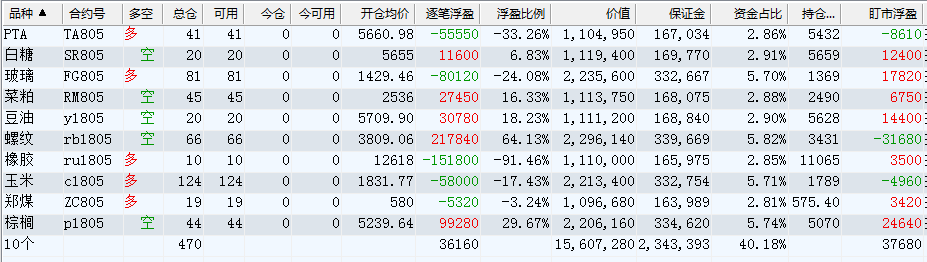 品种 ▲ 合约号 多空 总仓 可用 今仓 今可用 开仓均价 逐笔浮盈 浮盈比例 价值 保证金 资金占比 持仓... 盯市浮盈
PTA TA805 多 41 41 0 0 5660.98 -55550 -33.26% 1,104,950 167,034 2.86% 5432 -8610
白糖 SR805 空 20 20 0 0 5655 11600 6.83% 1,119,400 169,770 2.91% 5659 12400
玻璃 FG805 多 81 81 0 0 1429.46 -80120 -24.08% 2,235,600 332,667 5.70% 1369 17820
菜粕 RM805 空 45 45 0 0 2536 27450 16.33% 1,113,750 168,075 2.88% 2490 6750
豆油 y1805 空 20 20 0 0 5709.90 30780 18.23% 1,111,200 168,840 2.90% 5628 14400
螺纹 rb1805 空 66 66 0 0 3809.06 217840 64.13% 2,296,140 339,669 5.82% 3431 -31680
橡胶 ru1805 多 10 10 0 0 12618 -151800 -91.46% 1,110,000 165,975 2.85% 11065 3500
玉米 c1805 多 124 124 0 0 1831.77 -58000 -17.43% 2,213,400 332,754 5.71% 1789 -4960
郑煤 ZC805 多 19 19 0 0 580 -5320 -3.24% 1,096,680 163,989 2.81% 575.40 3420
棕榈 p1805 空 44 44 0 0 5239.64 99280 29.67% 2,206,160 334,620 5.74% 5070 24640
10个 470 36160 15,607,280 2,343,393 40.18% 37680